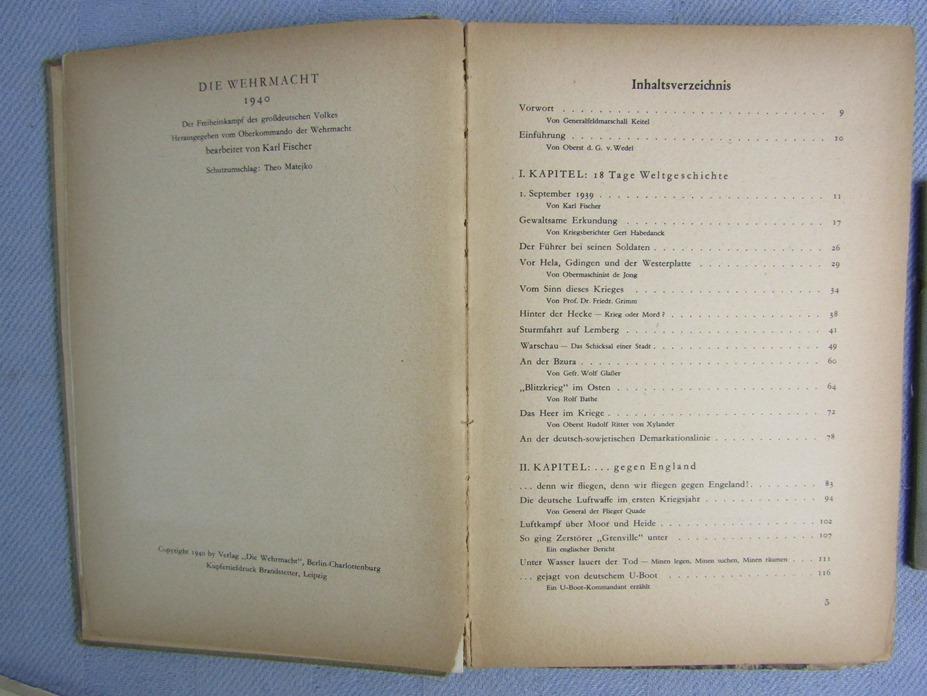 DIE WEHRMACHT
1940
Der Freiheitskampf des großdeutschen Volkes
Herausgegeben vom Oberkommando der Wehrmacht
bearbeitet von Karl Fischer
Schutzumschlag: Theo Matejko
Copyright 1940 by Verlag „Die Wehrmacht", Berlin-Charlottenburg
Kupfertiefdruck Brandstetter, Leipzig
Inhaltsverzeichnis
Vorwort . . . . . . . . . . 9
Von Generalfeldmarschall Keitel
Einführung . . . . . . . . . . 10
Von Oberst d. G. v. Wedel
I. KAPITEL: 18 Tage Weltgeschichte
1. September 1939 . . . . . . . . . . 11
Von Karl Fischer
Gewaltsame Erkundung . . . . . . . . . . 17
Von Kriegsberichter Gert Habedanck
Der Führer bei seinen Soldaten . . . . . . . . . . 26
Vor Hela, Gdingen und der Westerplatte . . . . . . . . . . 29
Von Obermaschinist de Jong
Vom Sinn dieses Krieges . . . . . . . . . . 34
Von Prof. Dr. Friedr. Grimm
Hinter der Hecke — Krieg oder Mord? . . . . . . . . . . 38
Sturmfahrt auf Lemberg . . . . . . . . . . 41
Warschau — Das Schicksal einer Stadt . . . . . . . . . . 49
An der Bzura . . . . . . . . . . 60
Von Gefr. Wolf Glaßer
„Blitzkrieg" im Osten . . . . . . . . . . 64
Von Rolf Bathe
Das Heer im Kriege . . . . . . . . . . 72
Von Oberst Rudolf Ritter von Xylander
An der deutsch-sowjetischen Demarkationslinie . . . . . . . . . . 78
II. KAPITEL: ... gegen England
... denn wir fliegen, denn wir fliegen gegen Engeland! . . . . . . . . 83
Die deutsche Luftwaffe im ersten Kriegsjahr . . . . . . . . . . 94
Von General der Flieger Quade
Luftkampf über Moor und Heide . . . . . . . . . . 102
So ging Zerstörer „Grenville" unter . . . . . . . . . . 107
Ein englischer Bericht
Unter Wasser lauert der Tod — Minen legen, Minen suchen, Minen räumen . . . 111
... gejagt von deutschem U-Boot . . . . . . . . . . 116
Ein U-Boot-Kommandant erzählt
5